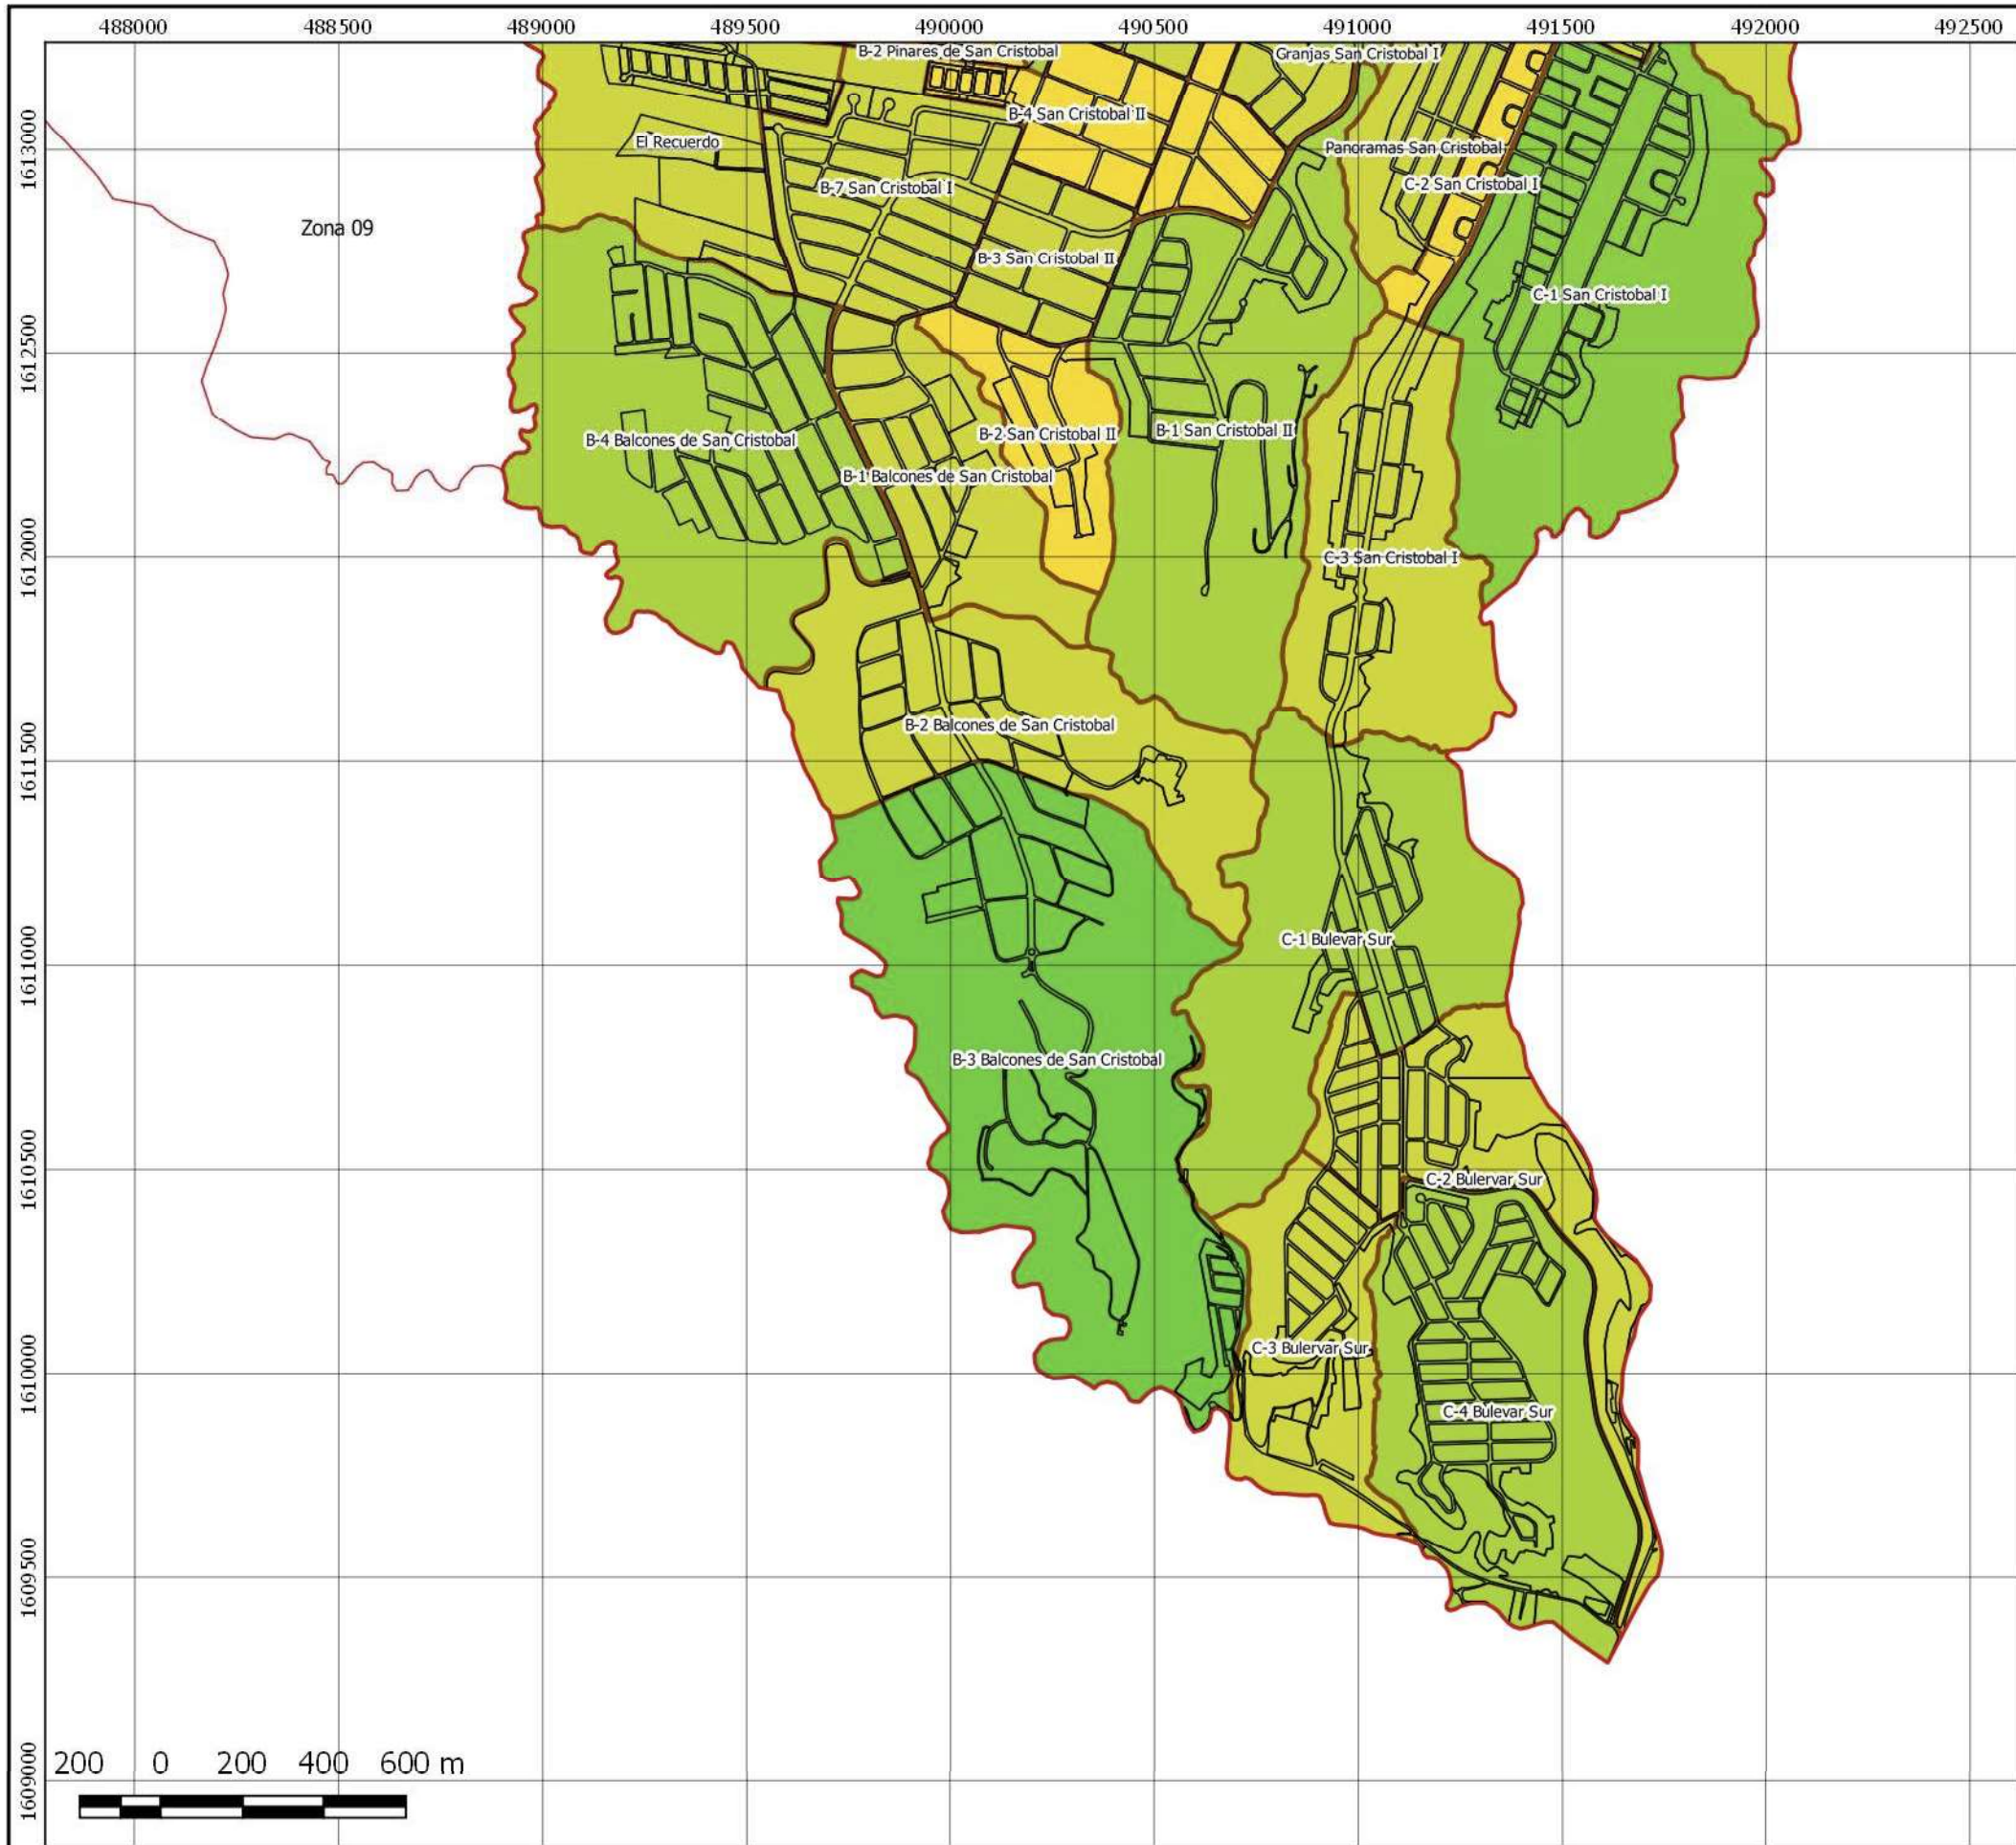 488000 488500 489000 489500 490000 490500 491000 491500 492000 492500
B-2 Pinares de San Cristobal
Granjas San Cristobal I
B-4 San Cristobal II
1613000
El Recuerdo
Panoramas San Cristobal
B-7 San Cristobal I
C-2 San Cristobal I
Zona 09
B-3 San Cristobal II
C-1 San Cristobal I
1612500
B-4 Balcones de San Cristobal
B-2 San Cristobal II
B-1 San Cristobal II
B-1 Balcones de San Cristobal
1612000
C-3 San Cristobal I
B-2 Balcones de San Cristobal
1611500
C-1 Bulevar Sur
1611000
B-3 Balcones de San Cristobal
1610500
C-2 Bulervar Sur
C-3 Bulervar Sur
1610000
C-4 Bulevar Sur
1609500
1609000
200 0 200 400 600 m